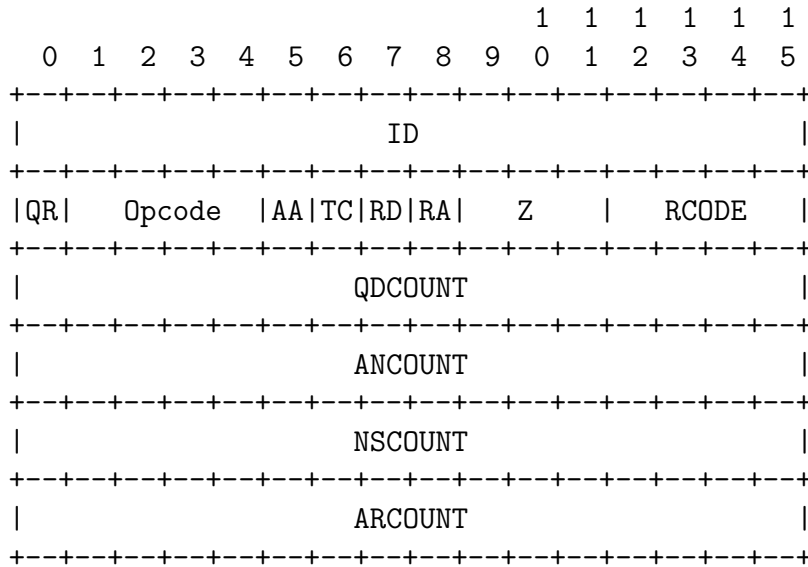 1  1  1  1  1  1
  0  1  2  3  4  5  6  7  8  9  0  1  2  3  4  5
+--+--+--+--+--+--+--+--+--+--+--+--+--+--+--+--+
|                      ID                       |
+--+--+--+--+--+--+--+--+--+--+--+--+--+--+--+--+
|QR|   Opcode  |AA|TC|RD|RA|   Z    |   RCODE   |
+--+--+--+--+--+--+--+--+--+--+--+--+--+--+--+--+
|                    QDCOUNT                    |
+--+--+--+--+--+--+--+--+--+--+--+--+--+--+--+--+
|                    ANCOUNT                    |
+--+--+--+--+--+--+--+--+--+--+--+--+--+--+--+--+
|                    NSCOUNT                    |
+--+--+--+--+--+--+--+--+--+--+--+--+--+--+--+--+
|                    ARCOUNT                    |
+--+--+--+--+--+--+--+--+--+--+--+--+--+--+--+--+